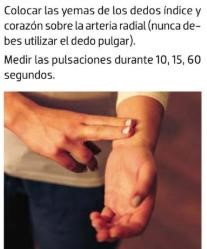 Colocar las yemas de los dedos índice y
corazón sobre la arteria radial (nunca de-
bes utilizar el dedo pulgar).
Medir las pulsaciones durante 10, 15, 60
segundos.